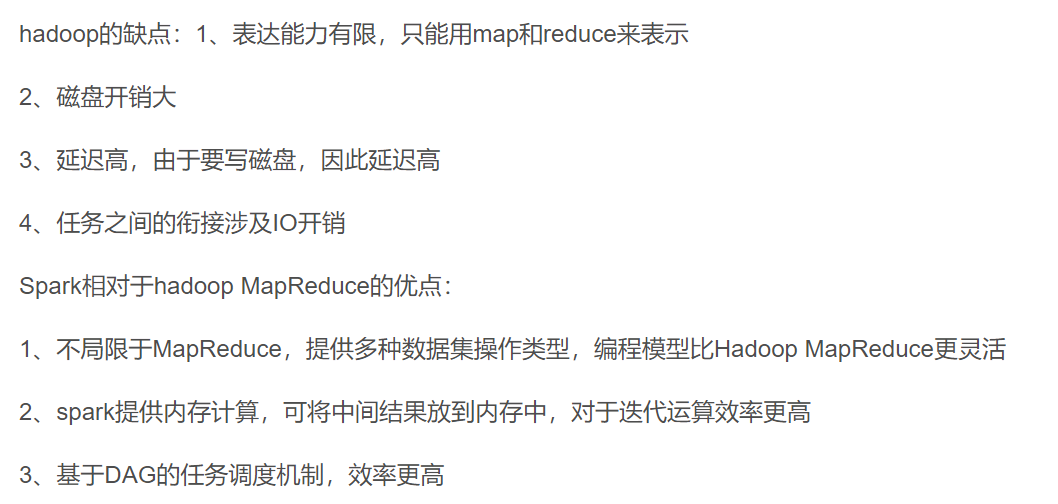 hadoop的缺点：1、表达能力有限，只能用map和reduce来表示
2、磁盘开销大
3、延迟高，由于要写磁盘，因此延迟高
4、任务之间的衔接涉及IO开销
Spark相对于hadoop MapReduce的优点：
1、不局限于MapReduce，提供多种数据集操作类型，编程模型比Hadoop MapReduce更灵活
2、spark提供内存计算，可将中间结果放到内存中，对于迭代运算效率更高
3、基于DAG的任务调度机制，效率更高